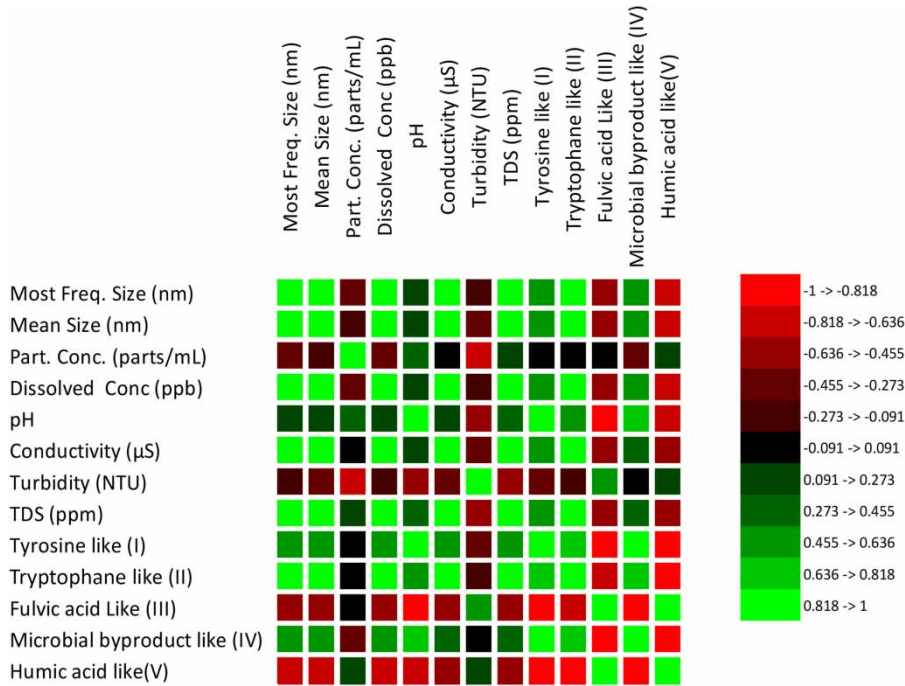 Most Freq. Size (nm)
Mean Size (nm)
Part. Conc. (parts/mL)
Dissolved Conc (ppb)
pH
Conductivity (µS)
Turbidity (NTU)
TDS (ppm)
Tyrosine like (I)
Tryptophane like (II)
Fulvic acid Like (III)
Microbial byproduct like (IV)
Humic acid like(V)
Most Freq. Size (nm)
Mean Size (nm)
Part. Conc. (parts/mL)
Dissolved Conc (ppb)
pH
Conductivity (µS)
Turbidity (NTU)
TDS (ppm)
Tyrosine like (I)
Tryptophane like (II)
Fulvic acid Like (III)
Microbial byproduct like (IV)
Humic acid like(V)
-1 -> -0.818
-0.818 -> -0.636
-0.636 -> -0.455
-0.455 -> -0.273
-0.273 -> -0.091
-0.091 -> 0.091
0.091 -> 0.273
0.273 -> 0.455
0.455 -> 0.636
0.636 -> 0.818
0.818 -> 1